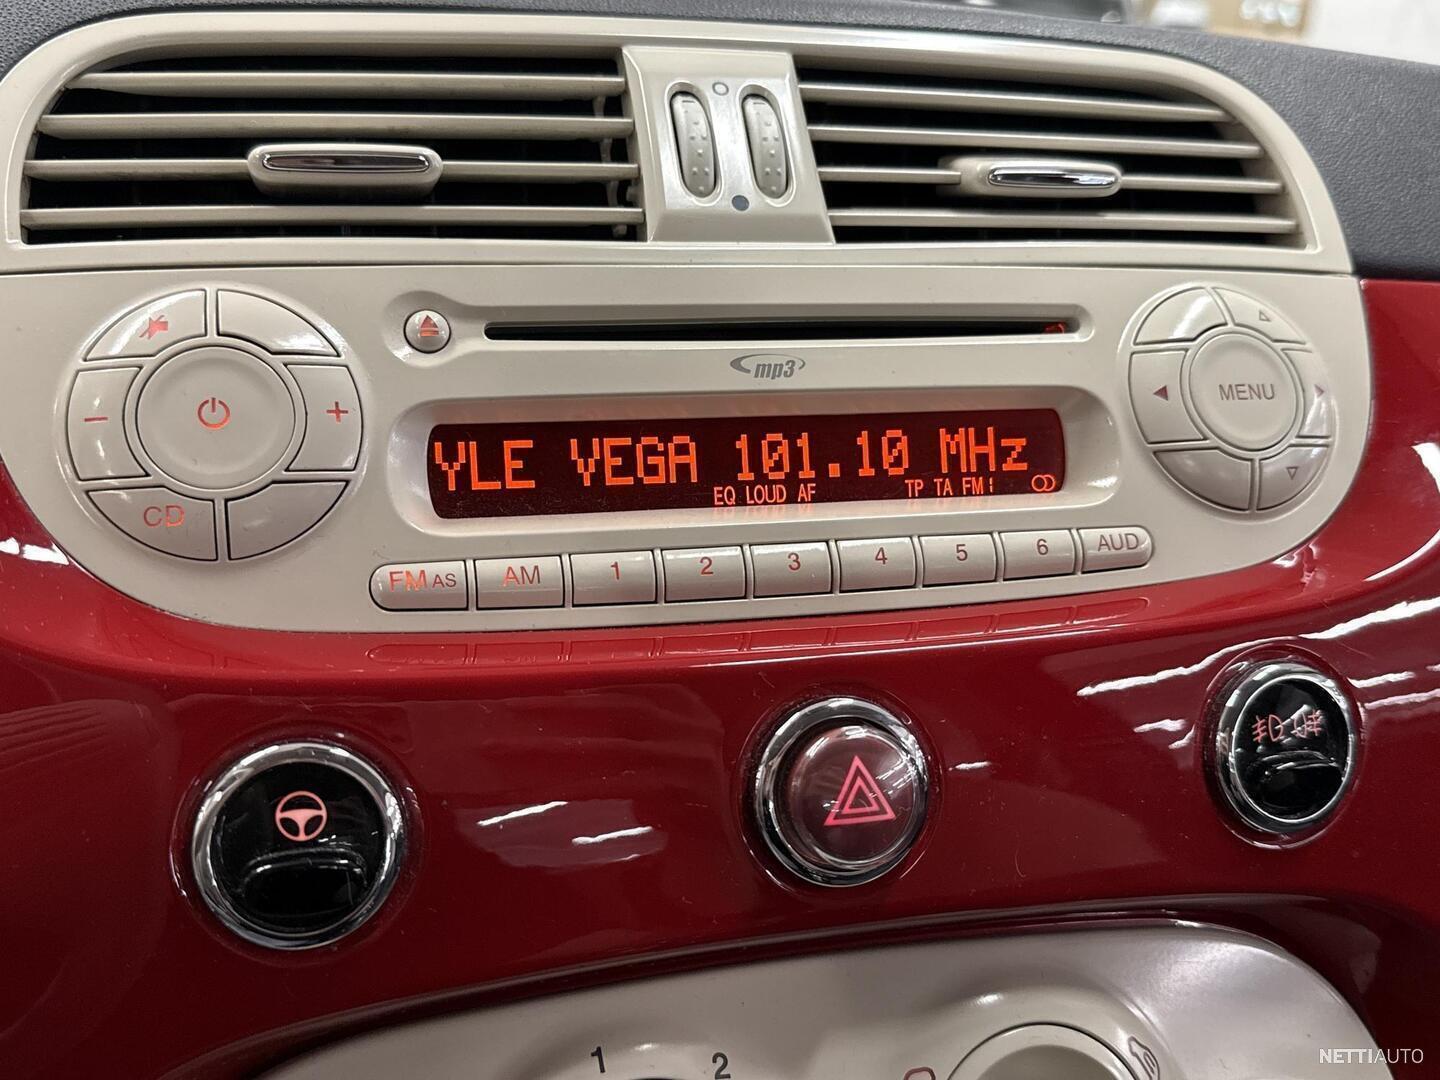 mp3
YLE VEGA 101.10 MHz
EQ LOUD AF TP TA FM1
MENU
CD
FM AS AM 1 2 3 4 5 6 AUD
1 2
NETTIAUTO